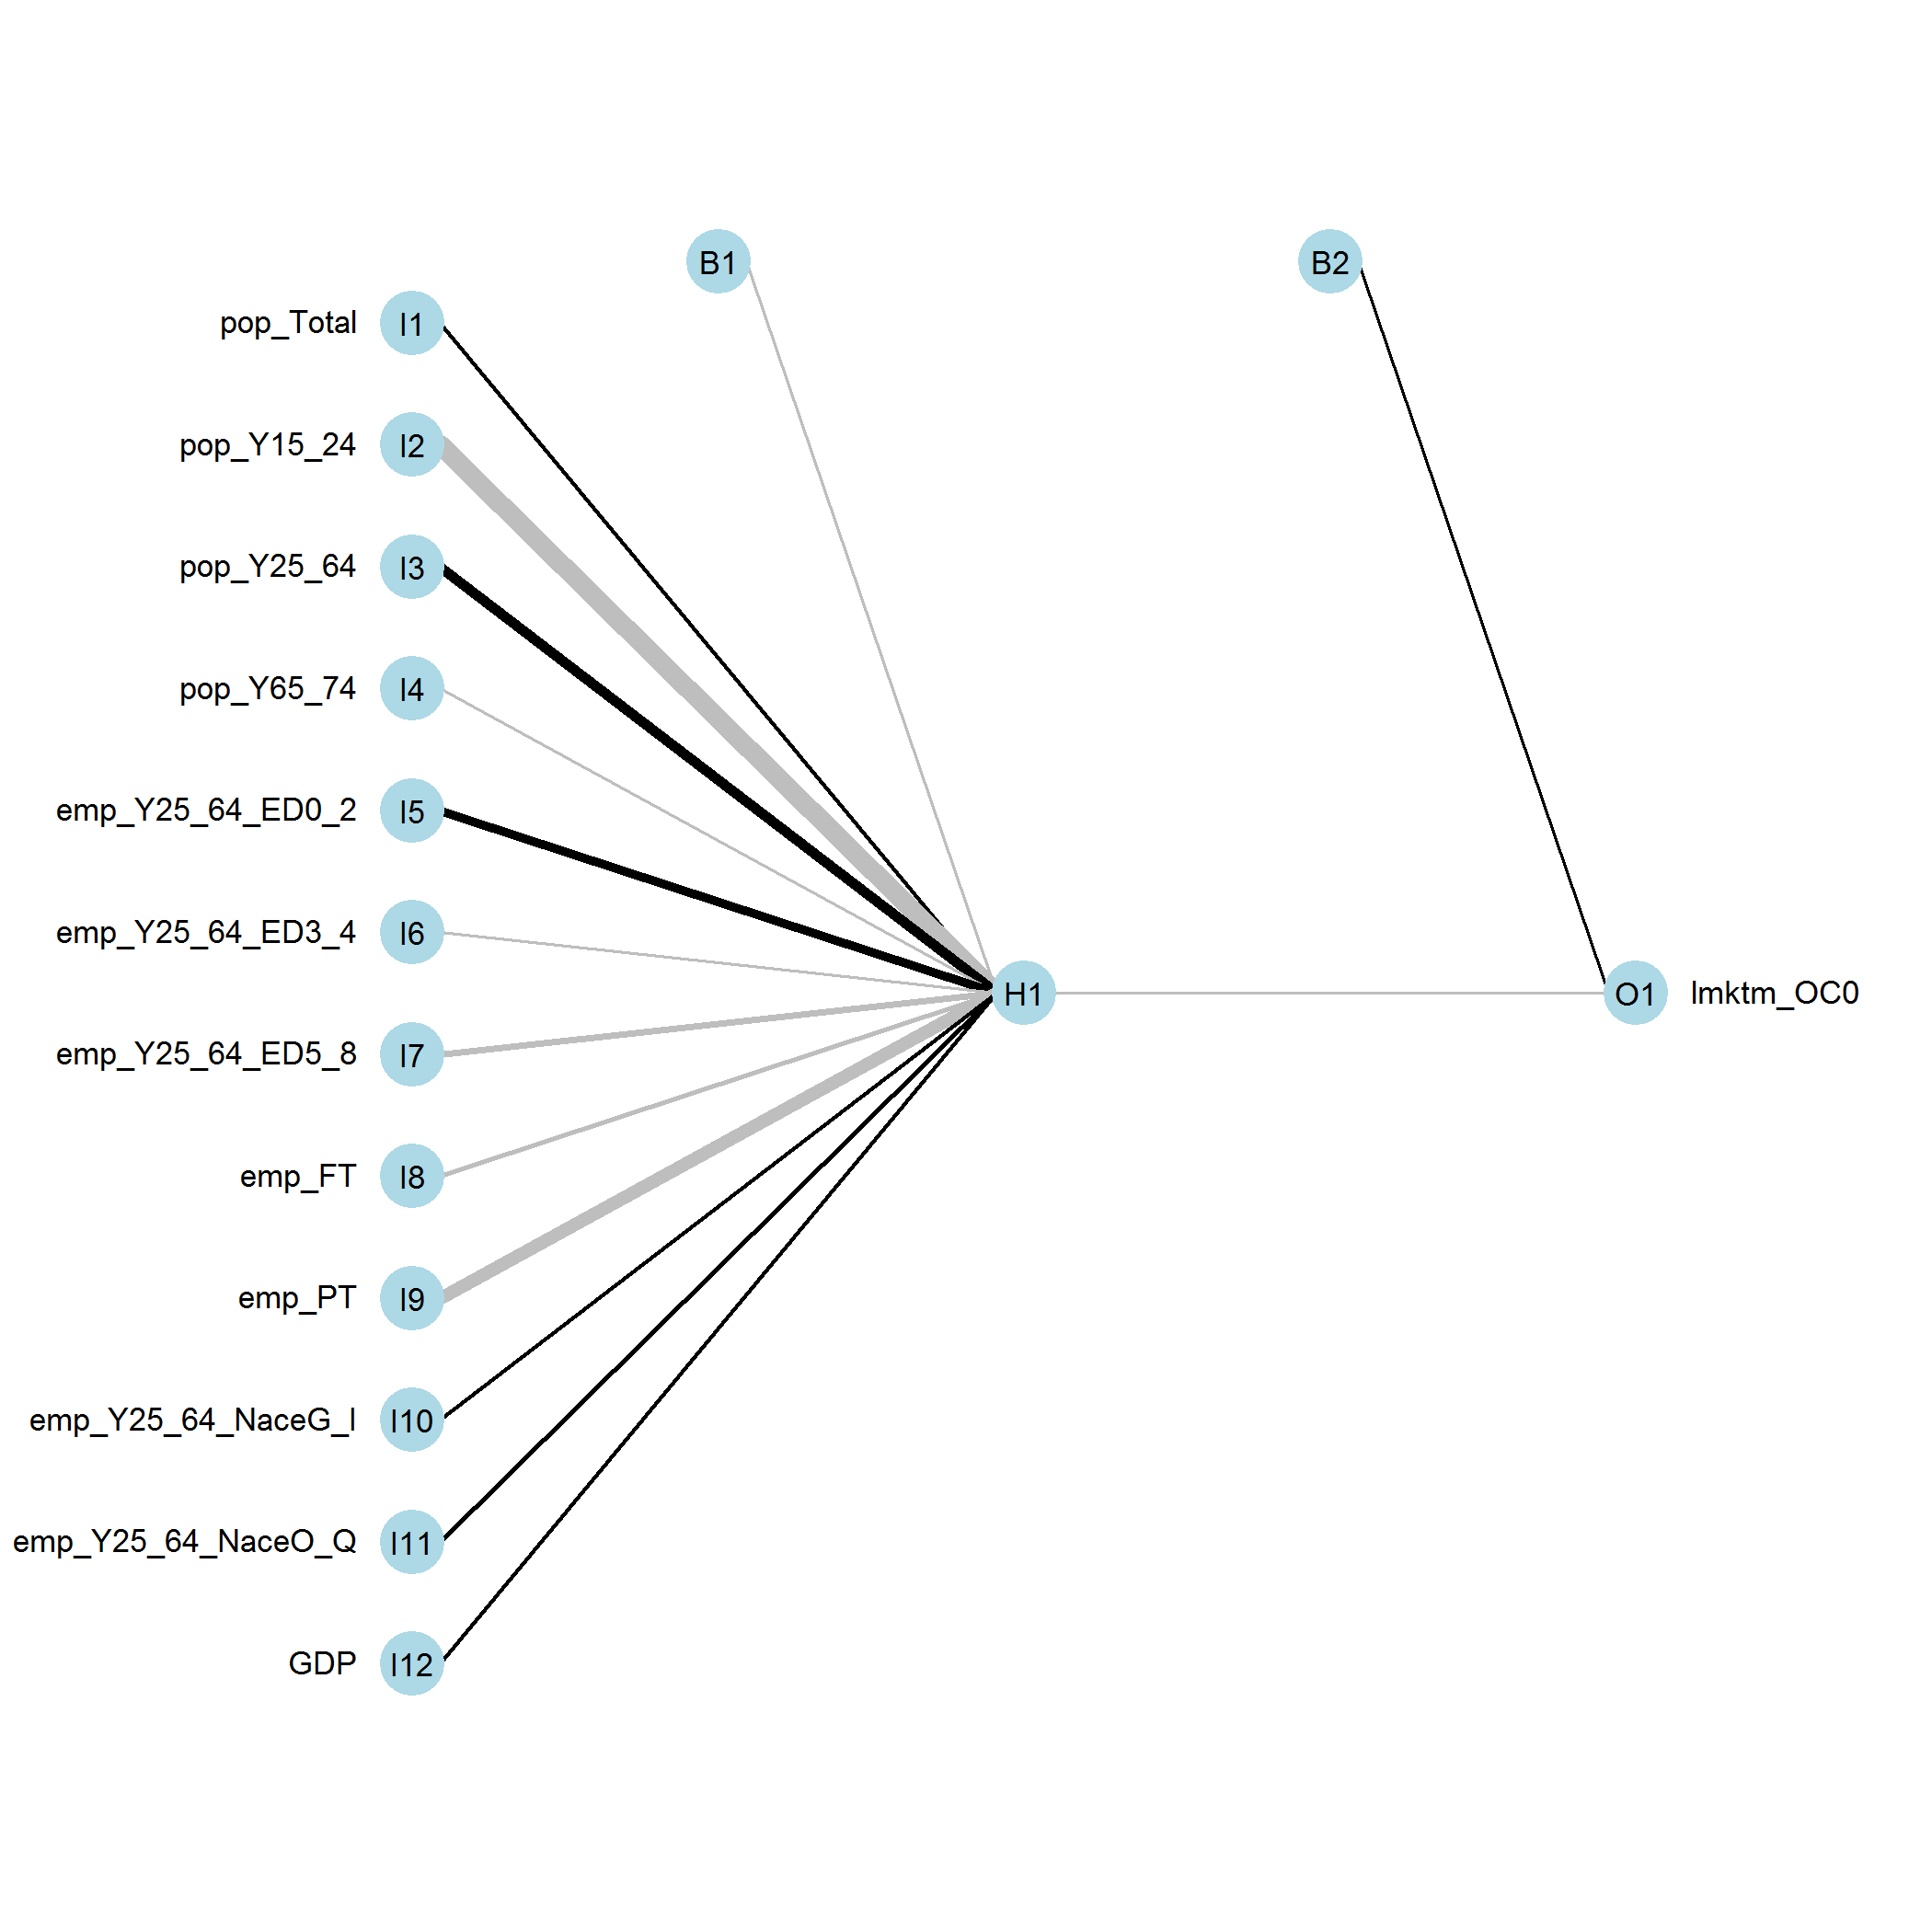 B1
B2
pop_Total I1
pop_Y15_24 I2
pop_Y25_64 I3
pop_Y65_74 I4
emp_Y25_64_ED0_2 I5
emp_Y25_64_ED3_4 I6
H1
O1 lmktm_OC0
emp_Y25_64_ED5_8 I7
emp_FT I8
emp_PT I9
emp_Y25_64_NaceG_I I10
emp_Y25_64_NaceO_Q I11
GDP I12